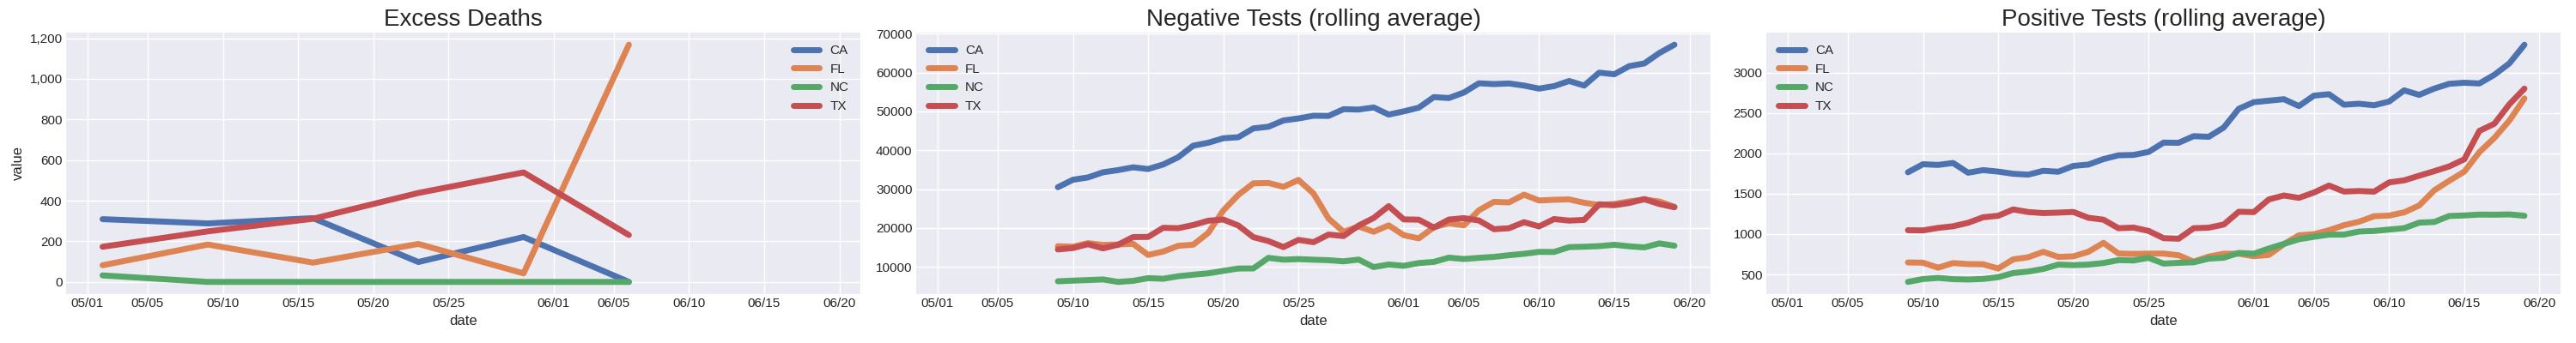 Excess Deaths
1,200
1,000
800
600
400
200
0
value
CA
FL
NC
TX
05/01 05/05 05/10 05/15 05/20 05/25 06/01 06/05 06/10 06/15 06/20
date
Negative Tests (rolling average)
70000
60000
50000
40000
30000
20000
10000
CA
FL
NC
TX
05/01 05/05 05/10 05/15 05/20 05/25 06/01 06/05 06/10 06/15 06/20
date
Positive Tests (rolling average)
3000
2500
2000
1500
1000
500
CA
FL
NC
TX
05/01 05/05 05/10 05/15 05/20 05/25 06/01 06/05 06/10 06/15 06/20
date